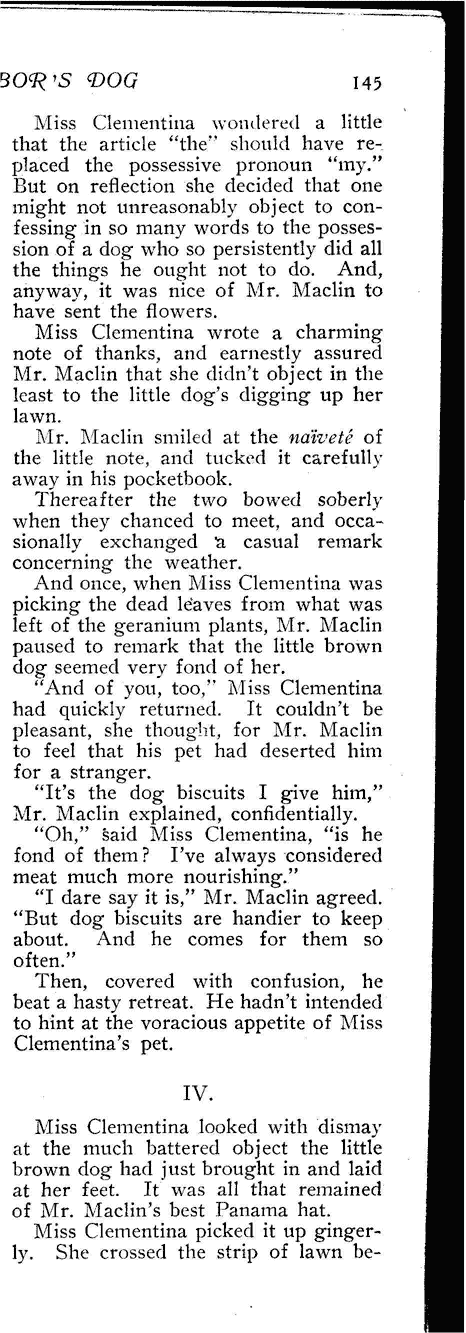 BOR'S DOG 145
Miss Clementina wondered a little
that the article "the" should have re-
placed the possessive pronoun "my."
But on reflection she decided that one
might not unreasonably object to con-
fessing in so many words to the posses-
sion of a dog who so persistently did all
the things he ought not to do. And,
anyway, it was nice of Mr. Maclin to
have sent the flowers.
Miss Clementina wrote a charming
note of thanks, and earnestly assured
Mr. Maclin that she didn't object in the
least to the little dog's digging up her
lawn.
Mr. Maclin smiled at the naïveté of
the little note, and tucked it carefully
away in his pocketbook.
Thereafter the two bowed soberly
when they chanced to meet, and occa-
sionally exchanged a casual remark
concerning the weather.
And once, when Miss Clementina was
picking the dead leaves from what was
left of the geranium plants, Mr. Maclin
paused to remark that the little brown
dog seemed very fond of her.
"And of you, too," Miss Clementina
had quickly returned. It couldn't be
pleasant, she thought, for Mr. Maclin
to feel that his pet had deserted him
for a stranger.
"It's the dog biscuits I give him,"
Mr. Maclin explained, confidentially.
"Oh," said Miss Clementina, "is he
fond of them? I've always considered
meat much more nourishing."
"I dare say it is," Mr. Maclin agreed.
"But dog biscuits are handier to keep
about. And he comes for them so
often."
Then, covered with confusion, he
beat a hasty retreat. He hadn't intended
to hint at the voracious appetite of Miss
Clementina's pet.
IV.
Miss Clementina looked with dismay
at the much battered object the little
brown dog had just brought in and laid
at her feet. It was all that remained
of Mr. Maclin's best Panama hat.
Miss Clementina picked it up ginger-
ly. She crossed the strip of lawn be-